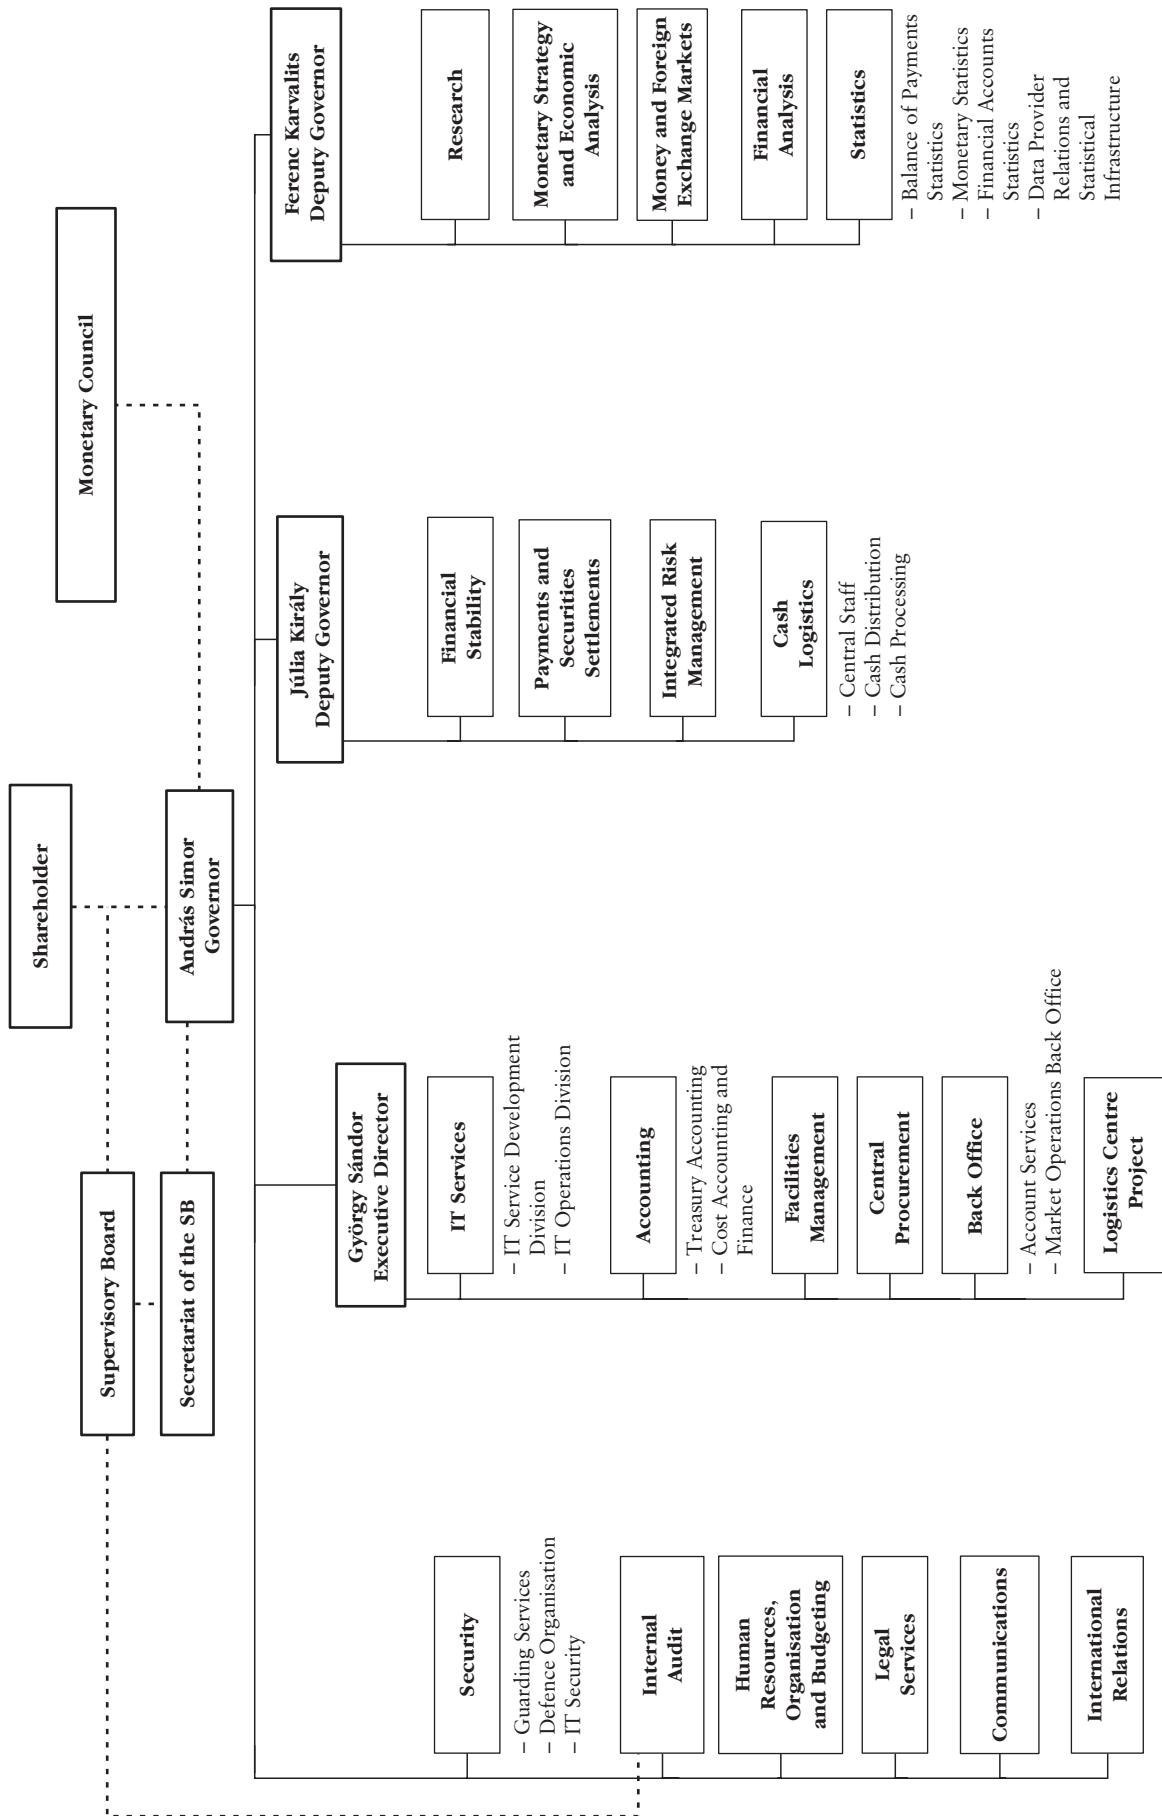 Shareholder
Monetary Council
Supervisory Board
Secretariat of the SB
András Simor
Governor
György Sándor
Executive Director
Júlia Király
Deputy Governor
Ferenc Karvalits
Deputy Governor
Security
– Guarding Services
– Defence Organisation
– IT Security
Internal
Audit
Human
Resources,
Organisation
and Budgeting
Legal
Services
Communications
International
Relations
IT Services
– IT Service Development
Division
– IT Operations Division
Accounting
– Treasury Accounting
– Cost Accounting and
Finance
Facilities
Management
Central
Procurement
Back Office
– Account Services
– Market Operations Back Office
Logistics Centre
Project
Financial
Stability
Payments and
Securities
Settlements
Integrated Risk
Management
Cash
Logistics
– Central Staff
– Cash Distribution
– Cash Processing
Research
Monetary Strategy
and Economic
Analysis
Money and Foreign
Exchange Markets
Financial
Analysis
Statistics
– Balance of Payments
Statistics
– Monetary Statistics
– Financial Accounts
Statistics
– Data Provider
Relations and
Statistical
Infrastructure